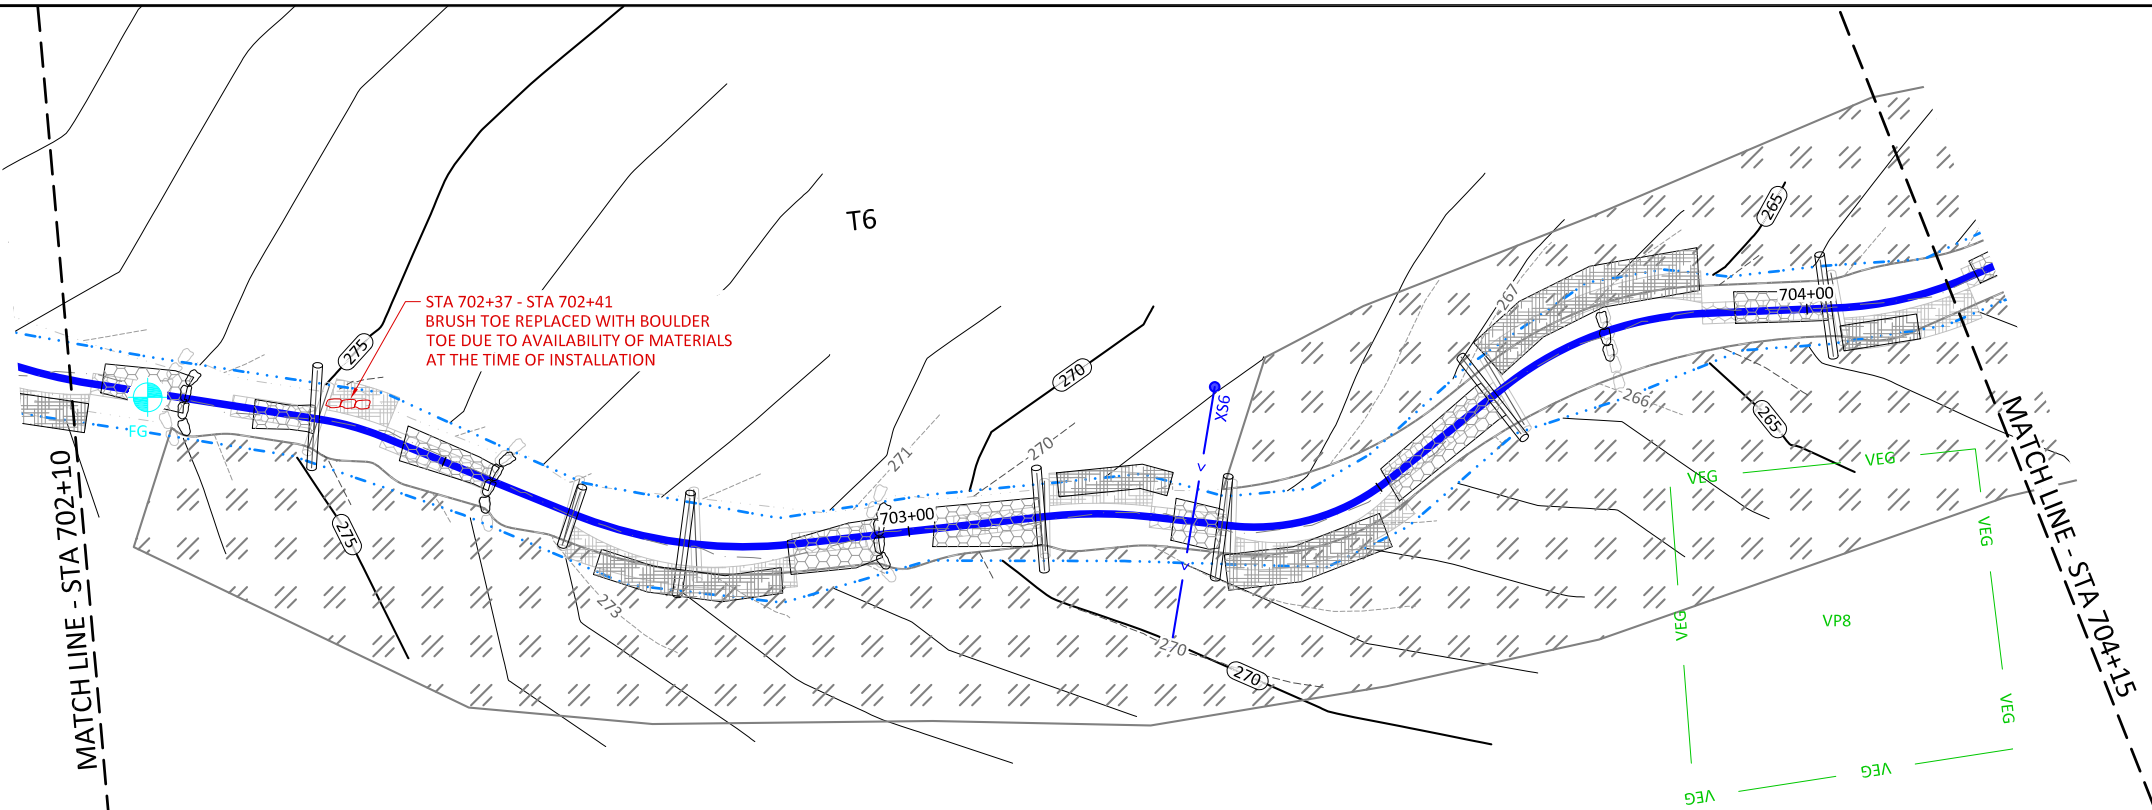 T6
STA 702+37 - STA 702+41
BRUSH TOE REPLACED WITH BOULDER
TOE DUE TO AVAILABILITY OF MATERIALS
AT THE TIME OF INSTALLATION
MATCH LINE - STA 702+10
MATCH LINE - STA 704+15
275
275
FG
273
271
270
270
270
270
703+00
XS6
< <
267
266
265
265
704+00
VEG
VEG
VEG
VEG
VEG
VEG
VEG
VP8